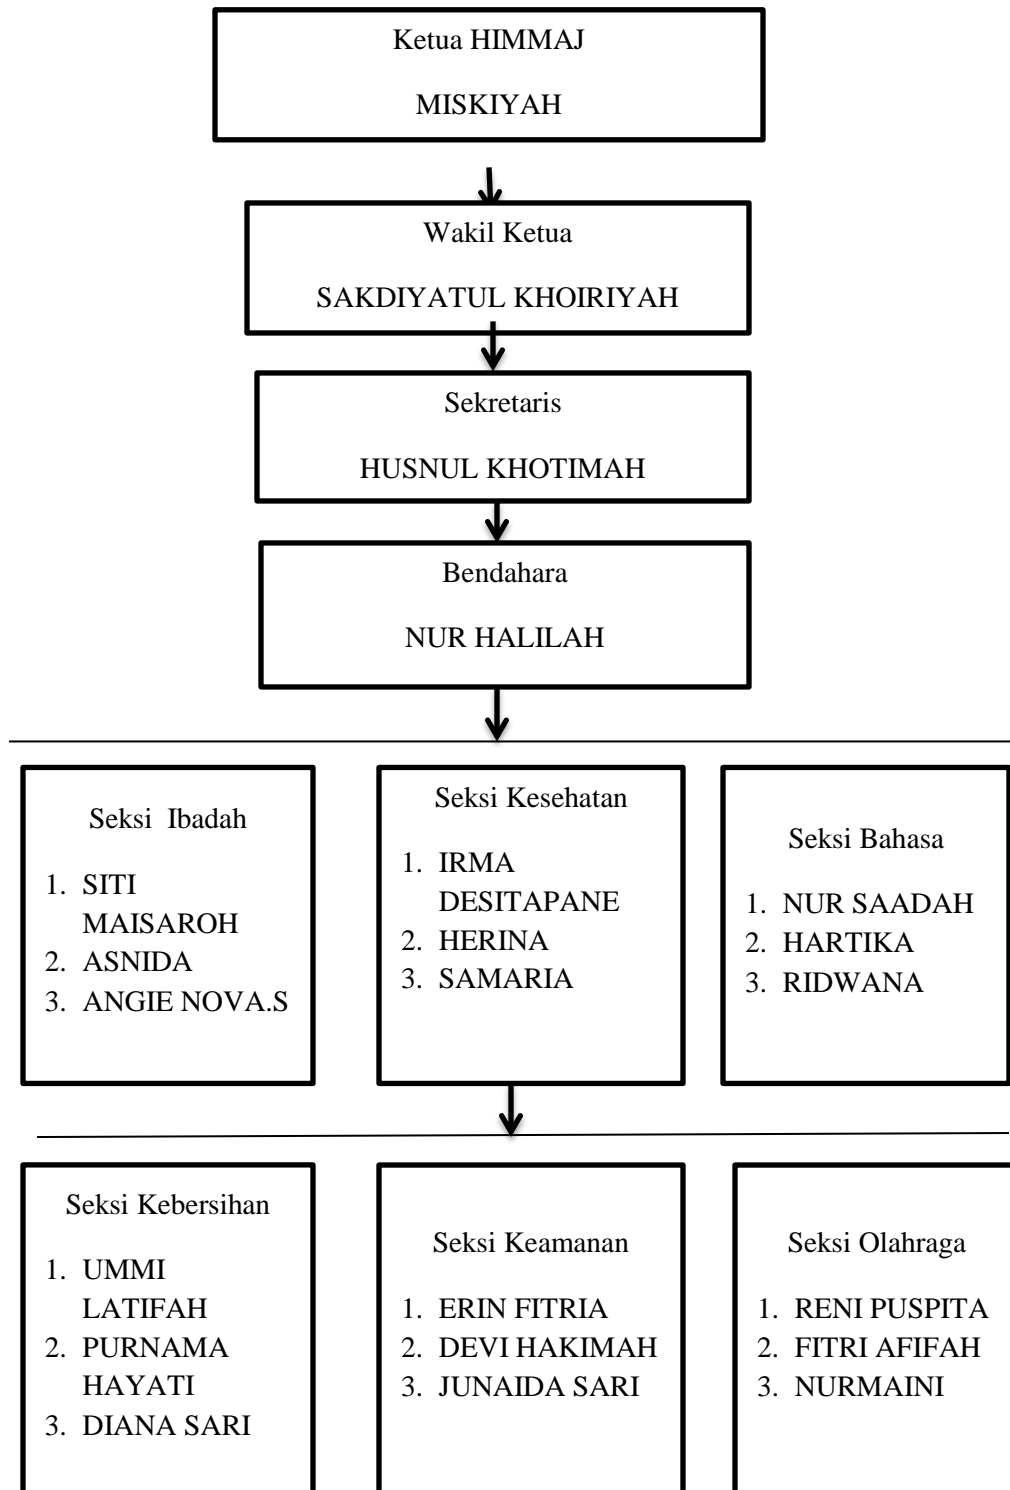 Ketua HIMMAJ
MISKIYAH
Wakil Ketua
SAKDIYATUL KHOIRIYAH
Sekretaris
HUSNUL KHOTIMAH
Bendahara
NUR HALILAH
Seksi Ibadah
1. SITI
MAISAROH
2. ASNIDA
3. ANGIE NOVA.S
Seksi Kesehatan
1. IRMA
DESITAPANE
2. HERINA
3. SAMARIA
Seksi Bahasa
1. NUR SAADAH
2. HARTIKA
3. RIDWANA
Seksi Kebersihan
1. UMMI
LATIFAH
2. PURNAMA
HAYATI
3. DIANA SARI
Seksi Keamanan
1. ERIN FITRIA
2. DEVI HAKIMAH
3. JUNAIDA SARI
Seksi Olahraga
1. RENI PUSPITA
2. FITRI AFIFAH
3. NURMAINI